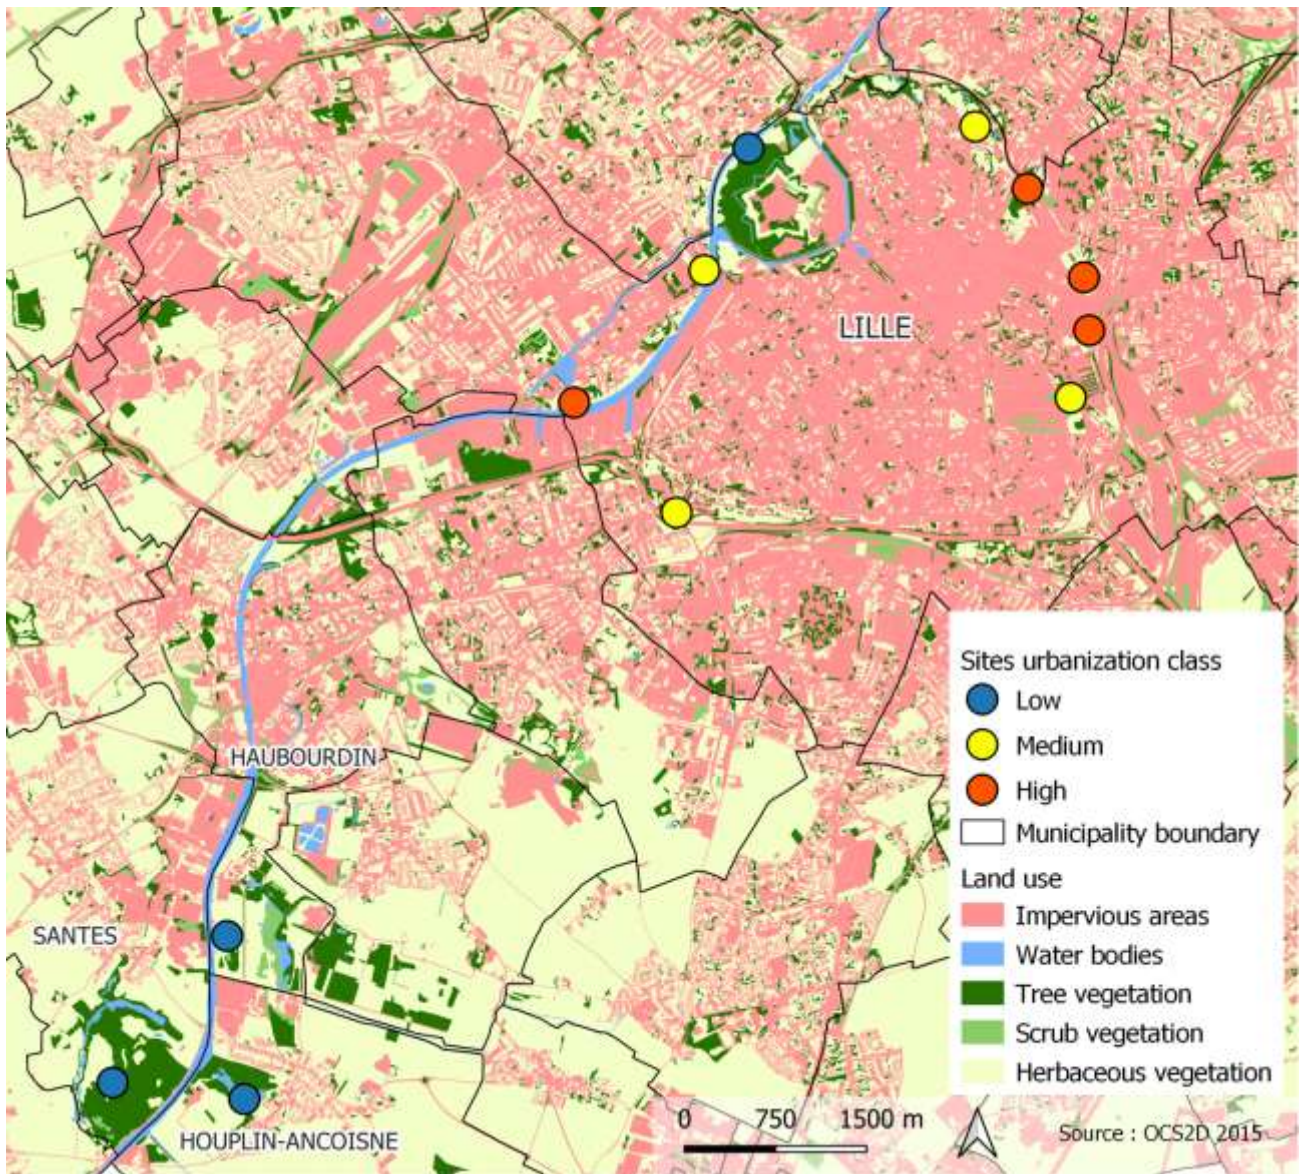 LILLE
HAUBOURDIN
SANTES
HOUPLIN-ANCOISNE
Sites urbanization class
Low
Medium
High
Municipality boundary
Land use
Impervious areas
Water bodies
Tree vegetation
Scrub vegetation
Herbaceous vegetation
0 750 1500 m
Source : OCS2D 2015